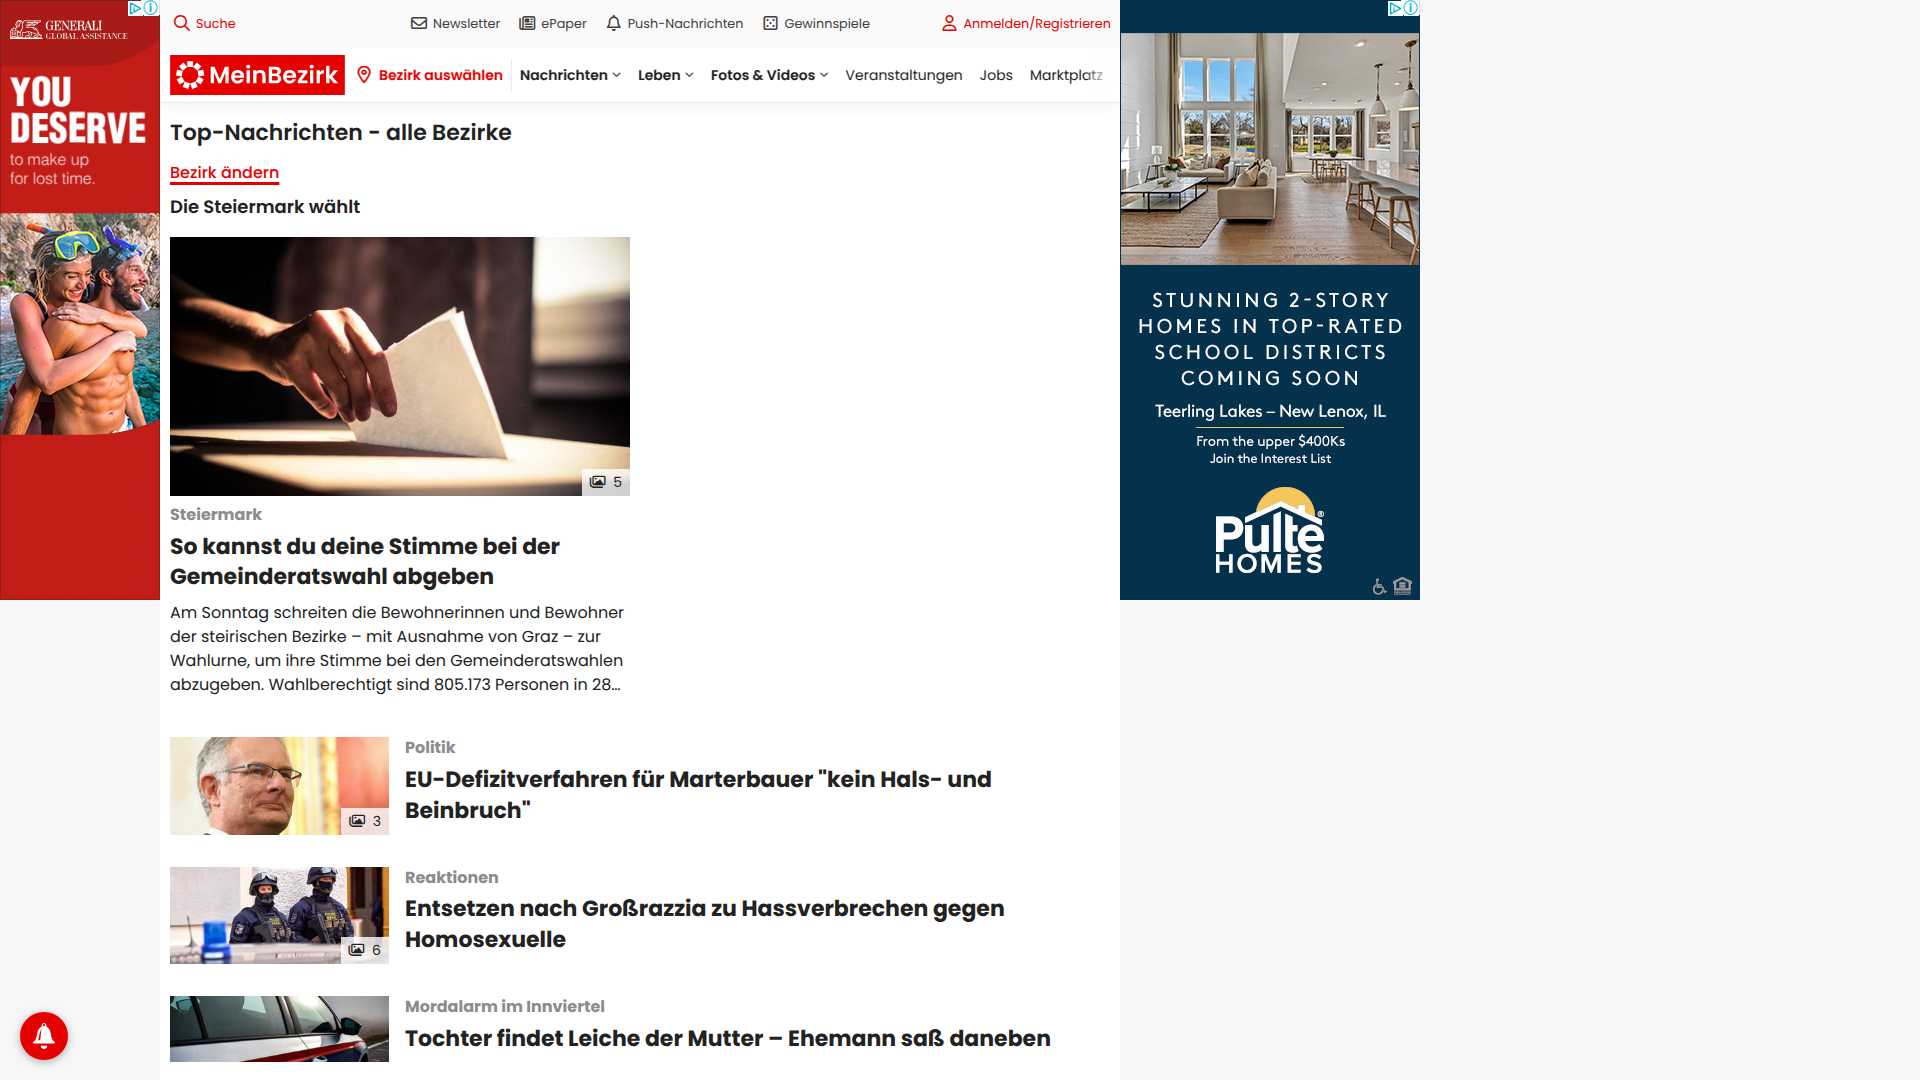 GENERALI
GLOBAL ASSISTANCE
YOU
DESERVE
to make up
for lost time.
Suche
Newsletter
ePaper
Push-Nachrichten
Gewinnspiele
Anmelden/Registrieren
MeinBezirk
Bezirk auswählen
Nachrichten
Leben
Fotos & Videos
Veranstaltungen
Jobs
Marktplatz
Top-Nachrichten - alle Bezirke
Bezirk ändern
Die Steiermark wählt
5
Steiermark
So kannst du deine Stimme bei der
Gemeinderatswahl abgeben
Am Sonntag schreiten die Bewohnerinnen und Bewohner
der steirischen Bezirke – mit Ausnahme von Graz – zur
Wahlurne, um ihre Stimme bei den Gemeinderatswahlen
abzugeben. Wahlberechtigt sind 805.173 Personen in 28...
3
Politik
EU-Defizitverfahren für Marterbauer "kein Hals- und
Beinbruch"
6
Reaktionen
Entsetzen nach Großrazzia zu Hassverbrechen gegen
Homosexuelle
Mordalarm im Innviertel
Tochter findet Leiche der Mutter – Ehemann saß daneben
STUNNING 2-STORY
HOMES IN TOP-RATED
SCHOOL DISTRICTS
COMING SOON
Teerling Lakes – New Lenox, IL
From the upper $400Ks
Join the Interest List
Pulte®
HOMES